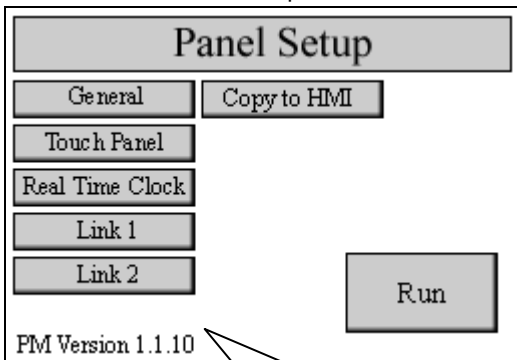 Panel Setup
General
Copy to HMI
Touch Panel
Real Time Clock
Link 1
Link 2
Run
PM Version 1.1.10